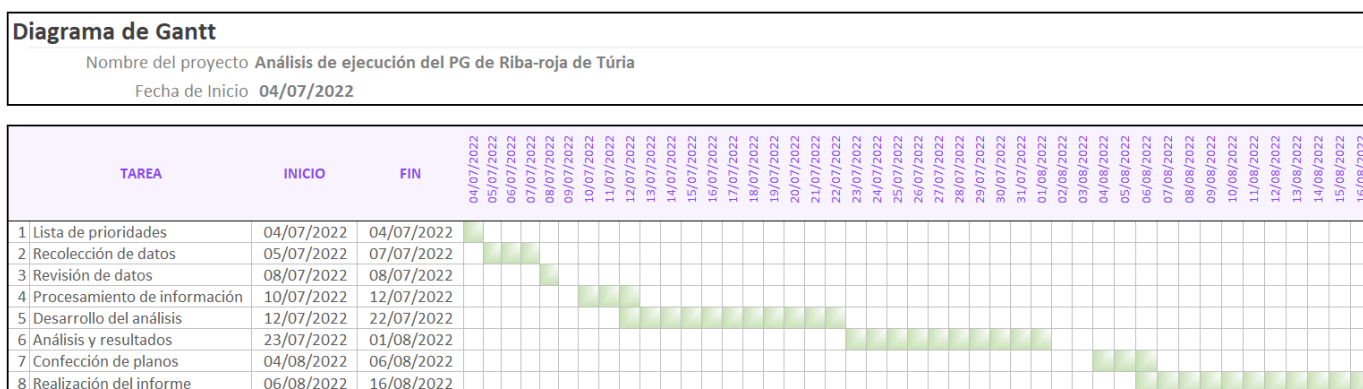 Diagrama de Gantt
Nombre del proyecto Análisis de ejecución del PG de Riba-roja de Túria
Fecha de Inicio 04/07/2022
TAREA INICIO FIN 04/07/2022 05/07/2022 06/07/2022 07/07/2022 08/07/2022 09/07/2022 10/07/2022 11/07/2022 12/07/2022 13/07/2022 14/07/2022 15/07/2022 16/07/2022 17/07/2022 18/07/2022 19/07/2022 20/07/2022 21/07/2022 22/07/2022 23/07/2022 24/07/2022 25/07/2022 26/07/2022 27/07/2022 28/07/2022 29/07/2022 30/07/2022 31/07/2022 01/08/2022 02/08/2022 03/08/2022 04/08/2022 05/08/2022 06/08/2022 07/08/2022 08/08/2022 09/08/2022 10/08/2022 11/08/2022 12/08/2022 13/08/2022 14/08/2022 15/08/2022 16/08/2022
1 Lista de prioridades 04/07/2022 04/07/2022
2 Recolección de datos 05/07/2022 07/07/2022
3 Revisión de datos 08/07/2022 08/07/2022
4 Procesamiento de información 10/07/2022 12/07/2022
5 Desarrollo del análisis 12/07/2022 22/07/2022
6 Análisis y resultados 23/07/2022 01/08/2022
7 Confección de planos 04/08/2022 06/08/2022
8 Realización del informe 06/08/2022 16/08/2022